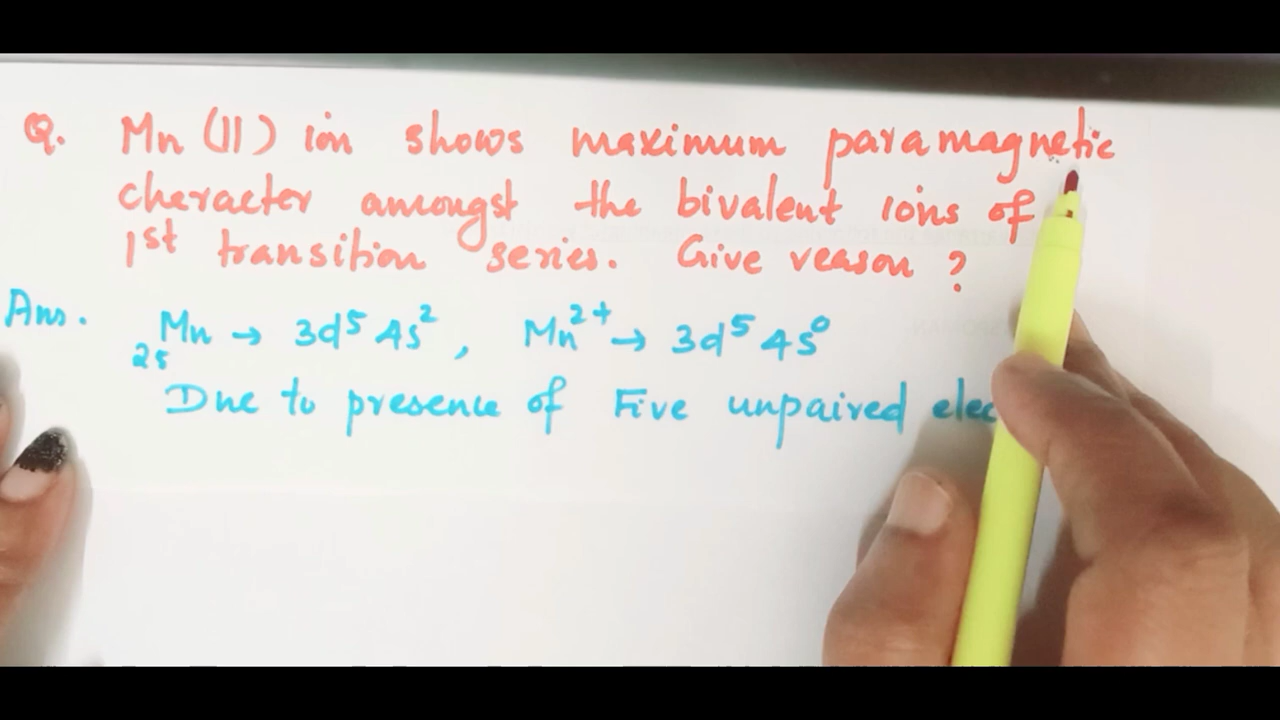 Q. Mn (II) ion shows maximum paramagnetic
character amongst the bivalent ions of
1st transition series. Give reason ?
Ans. 25Mn → 3d⁵ 4s², Mn²⁺ → 3d⁵ 4s⁰
Due to presence of Five unpaired elec